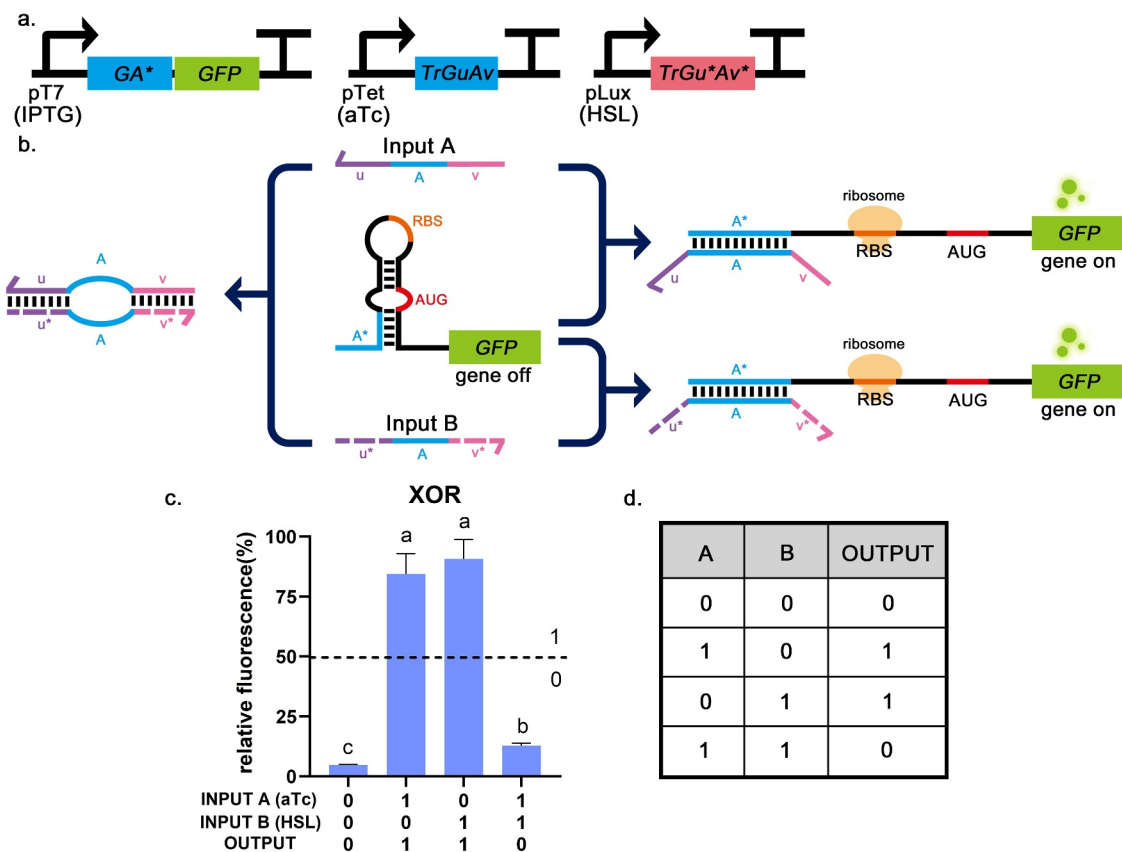 a.
GA* GFP
pT7
(IPTG)
TrGuAv
pTet
(aTc)
TrGu*Av*
pLux
(HSL)
b.
Input A
u A v
RBS
AUG
A*
GFP
gene off
Input B
u* A v*
u A v
u* A v*
ribosome
A*
RBS AUG GFP
A
u v gene on
ribosome
A*
RBS AUG GFP
A
u* v* gene on
c.
XOR
relative fluorescence(%)
100
75
50
25
0
c a a b
1
0
INPUT A (aTc) 0 1 0 1
INPUT B (HSL) 0 0 1 1
OUTPUT 0 1 1 0
d.
A B OUTPUT
0 0 0
1 0 1
0 1 1
1 1 0